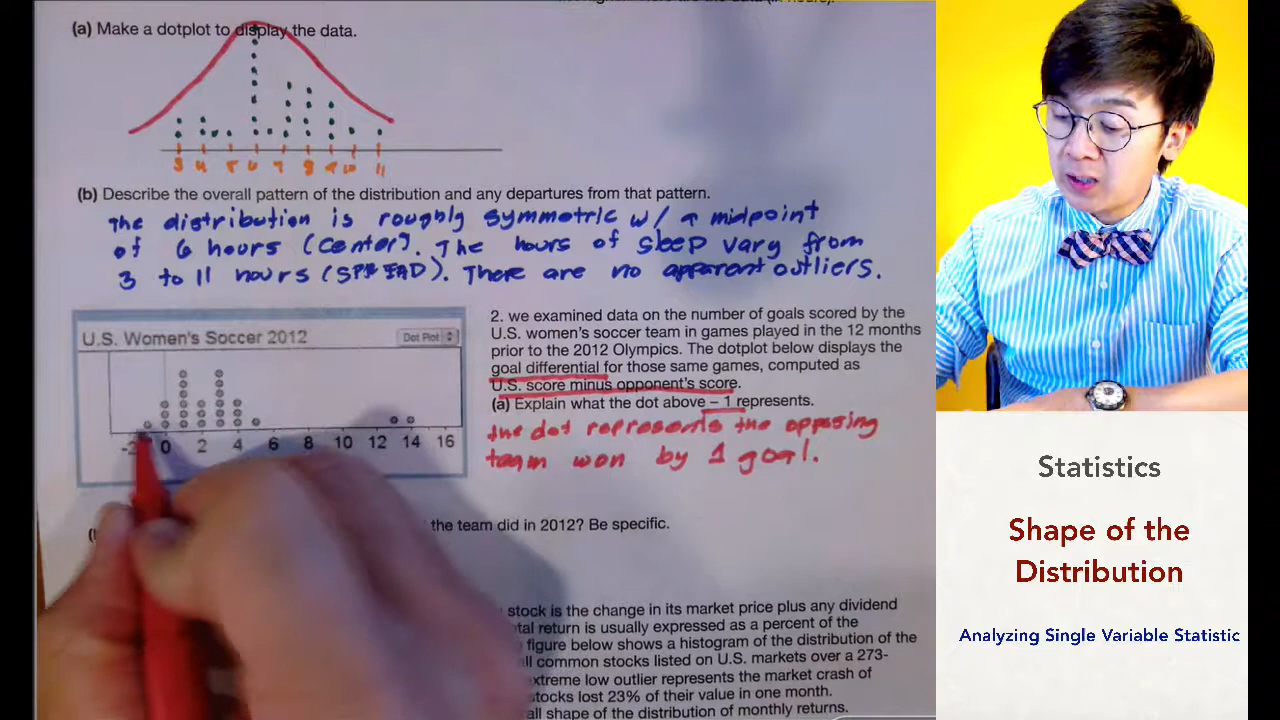 (a) Make a dotplot to display the data.
3 4 5 6 7 8 9 10 11
(b) Describe the overall pattern of the distribution and any departures from that pattern.
The distribution is roughly symmetric w/ a midpoint
of 6 hours (center). The hours of sleep vary from
3 to 11 hours (SPREAD). There are no apparent outliers.
U.S. Women's Soccer 2012
Dot Plot
0 2 4 6 8 10 12 14 16
2. we examined data on the number of goals scored by the
U.S. women's soccer team in games played in the 12 months
prior to the 2012 Olympics. The dotplot below displays the
goal differential for those same games, computed as
U.S. score minus opponent's score.
(a) Explain what the dot above – 1 represents.
the dot represents the opposing
team won by 1 goal.
the team did in 2012? Be specific.
stock is the change in its market price plus any dividend
return is usually expressed as a percent of the
figure below shows a histogram of the distribution of the
common stocks listed on U.S. markets over a 273-
extreme low outlier represents the market crash of
stocks lost 23% of their value in one month.
shape of the distribution of monthly returns.
Statistics
Shape of the
Distribution
Analyzing Single Variable Statistic